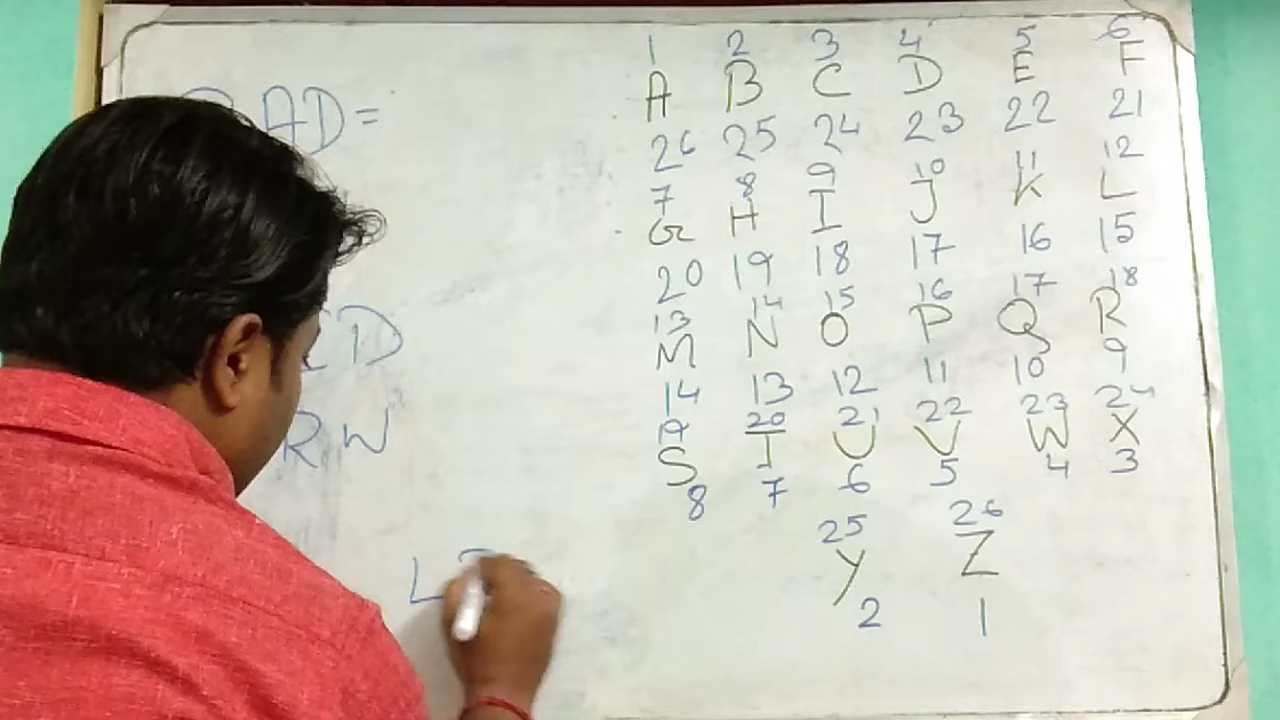 1 2 3 4 5 6
A B C D E F
26 25 24 23 22 21
7 8 9 10 11 12
G H I J K L
20 19 18 17 16 15
13 14 15 16 17 18
M N O P Q R
14 13 12 11 10 9
19 20 21 22 23 24
S T U V W X
8 7 6 5 4 3
25 26
Y Z
2 1
AD=
D
RW
L